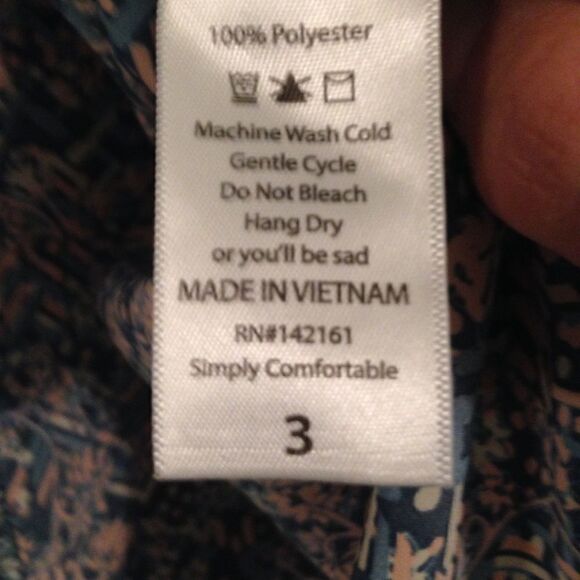 100% Polyester
Machine Wash Cold
Gentle Cycle
Do Not Bleach
Hang Dry
or you'll be sad
MADE IN VIETNAM
RN#142161
Simply Comfortable
3